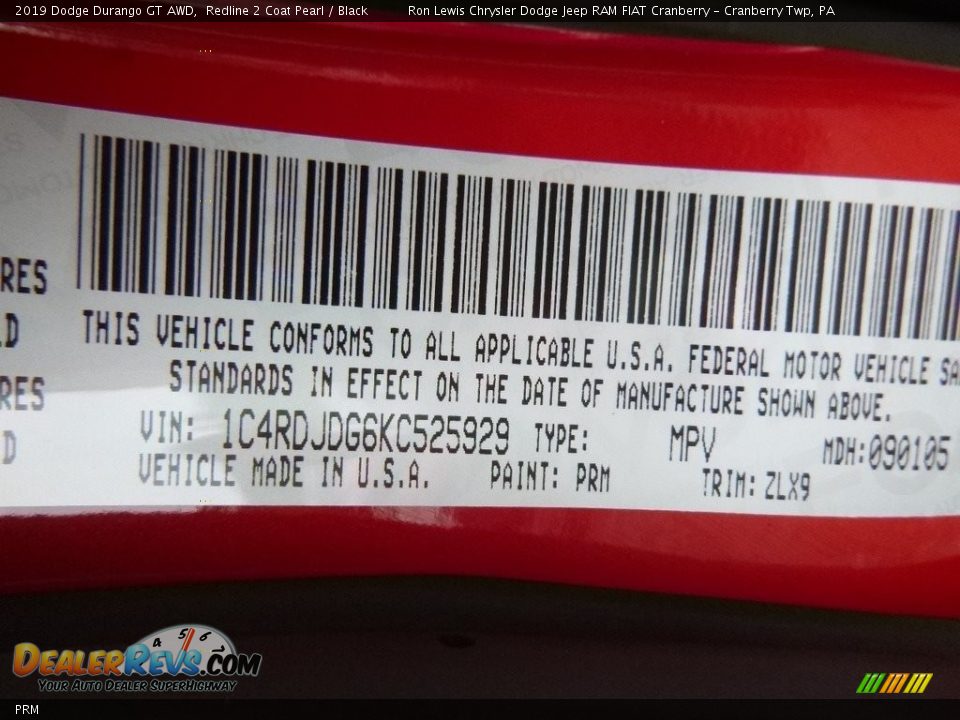 2019 Dodge Durango GT AWD, Redline 2 Coat Pearl / Black Ron Lewis Chrysler Dodge Jeep RAM FIAT Cranberry - Cranberry Twp, PA
RES
D
RES
D
THIS VEHICLE CONFORMS TO ALL APPLICABLE U.S.A. FEDERAL MOTOR VEHICLE SA
STANDARDS IN EFFECT ON THE DATE OF MANUFACTURE SHOWN ABOVE.
VIN: 1C4RDJDG6KC525929 TYPE: MPV MDH:090105
VEHICLE MADE IN U.S.A. PAINT: PRM TRIM: ZLX9
4 5 6
DEALERREVS.COM
YOUR AUTO DEALER SUPERHIGHWAY
PRM